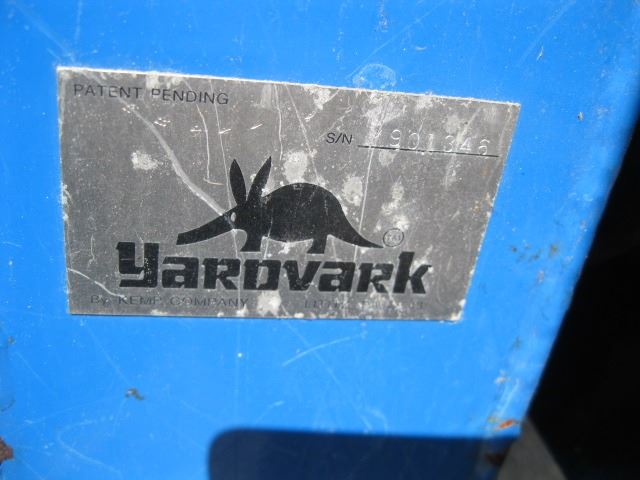 PATENT PENDING
S/N 901346
Yardvark
By KEMP COMPANY